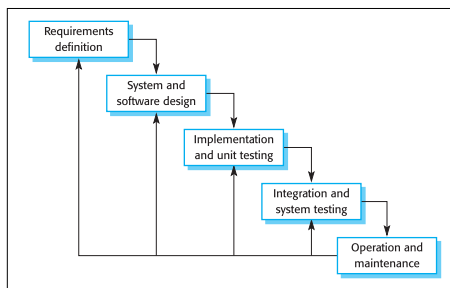 Requirements
definition
System and
software design
Implementation
and unit testing
Integration and
system testing
Operation and
maintenance